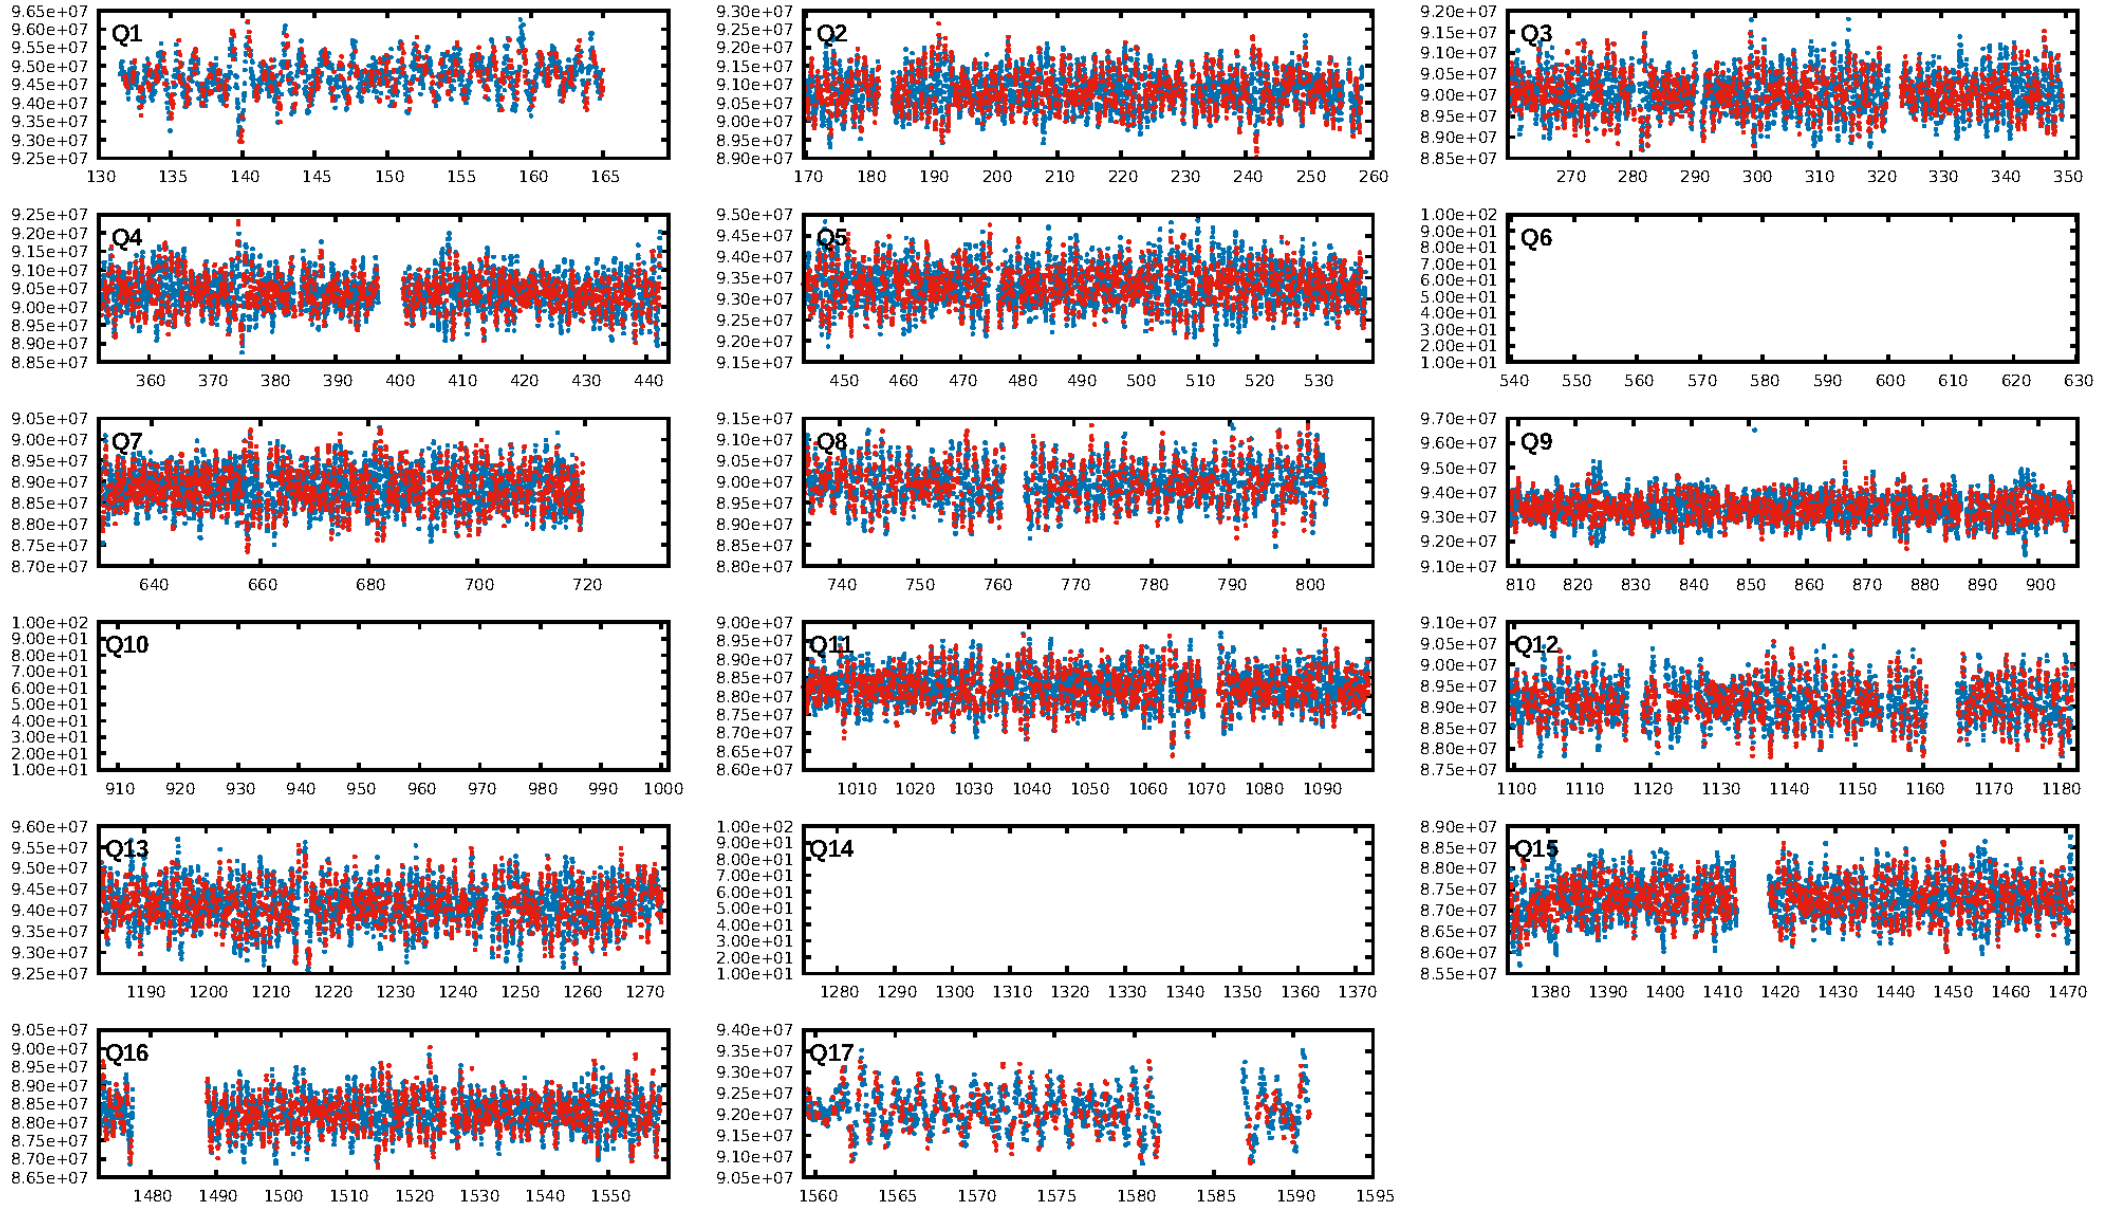 Q1
9.65e+07
9.60e+07
9.55e+07
9.50e+07
9.45e+07
9.40e+07
9.35e+07
9.30e+07
9.25e+07
130 135 140 145 150 155 160 165
Q2
9.30e+07
9.25e+07
9.20e+07
9.15e+07
9.10e+07
9.05e+07
9.00e+07
8.95e+07
8.90e+07
170 180 190 200 210 220 230 240 250 260
Q3
9.20e+07
9.15e+07
9.10e+07
9.05e+07
9.00e+07
8.95e+07
8.90e+07
8.85e+07
270 280 290 300 310 320 330 340 350
Q4
9.25e+07
9.20e+07
9.15e+07
9.10e+07
9.05e+07
9.00e+07
8.95e+07
8.90e+07
8.85e+07
360 370 380 390 400 410 420 430 440
Q5
9.50e+07
9.45e+07
9.40e+07
9.35e+07
9.30e+07
9.25e+07
9.20e+07
9.15e+07
450 460 470 480 490 500 510 520 530
Q6
1.00e+02
9.00e+01
8.00e+01
7.00e+01
6.00e+01
5.00e+01
4.00e+01
3.00e+01
2.00e+01
1.00e+01
540 550 560 570 580 590 600 610 620 630
Q7
9.05e+07
9.00e+07
8.95e+07
8.90e+07
8.85e+07
8.80e+07
8.75e+07
8.70e+07
640 660 680 700 720
Q8
9.15e+07
9.10e+07
9.05e+07
9.00e+07
8.95e+07
8.90e+07
8.85e+07
8.80e+07
740 750 760 770 780 790 800
Q9
9.70e+07
9.60e+07
9.50e+07
9.40e+07
9.30e+07
9.20e+07
9.10e+07
810 820 830 840 850 860 870 880 890 900
Q10
1.00e+02
9.00e+01
8.00e+01
7.00e+01
6.00e+01
5.00e+01
4.00e+01
3.00e+01
2.00e+01
1.00e+01
910 920 930 940 950 960 970 980 990 1000
Q11
9.00e+07
8.95e+07
8.90e+07
8.85e+07
8.80e+07
8.75e+07
8.70e+07
8.65e+07
8.60e+07
1010 1020 1030 1040 1050 1060 1070 1080 1090
Q12
9.10e+07
9.05e+07
9.00e+07
8.95e+07
8.90e+07
8.85e+07
8.80e+07
8.75e+07
1100 1110 1120 1130 1140 1150 1160 1170 1180
Q13
9.60e+07
9.55e+07
9.50e+07
9.45e+07
9.40e+07
9.35e+07
9.30e+07
9.25e+07
1190 1200 1210 1220 1230 1240 1250 1260 1270
Q14
1.00e+02
9.00e+01
8.00e+01
7.00e+01
6.00e+01
5.00e+01
4.00e+01
3.00e+01
2.00e+01
1.00e+01
1280 1290 1300 1310 1320 1330 1340 1350 1360 1370
Q15
8.90e+07
8.85e+07
8.80e+07
8.75e+07
8.70e+07
8.65e+07
8.60e+07
8.55e+07
1380 1390 1400 1410 1420 1430 1440 1450 1460 1470
Q16
9.05e+07
9.00e+07
8.95e+07
8.90e+07
8.85e+07
8.80e+07
8.75e+07
8.70e+07
8.65e+07
1480 1490 1500 1510 1520 1530 1540 1550
Q17
9.40e+07
9.35e+07
9.30e+07
9.25e+07
9.20e+07
9.15e+07
9.10e+07
9.05e+07
1560 1565 1570 1575 1580 1585 1590 1595